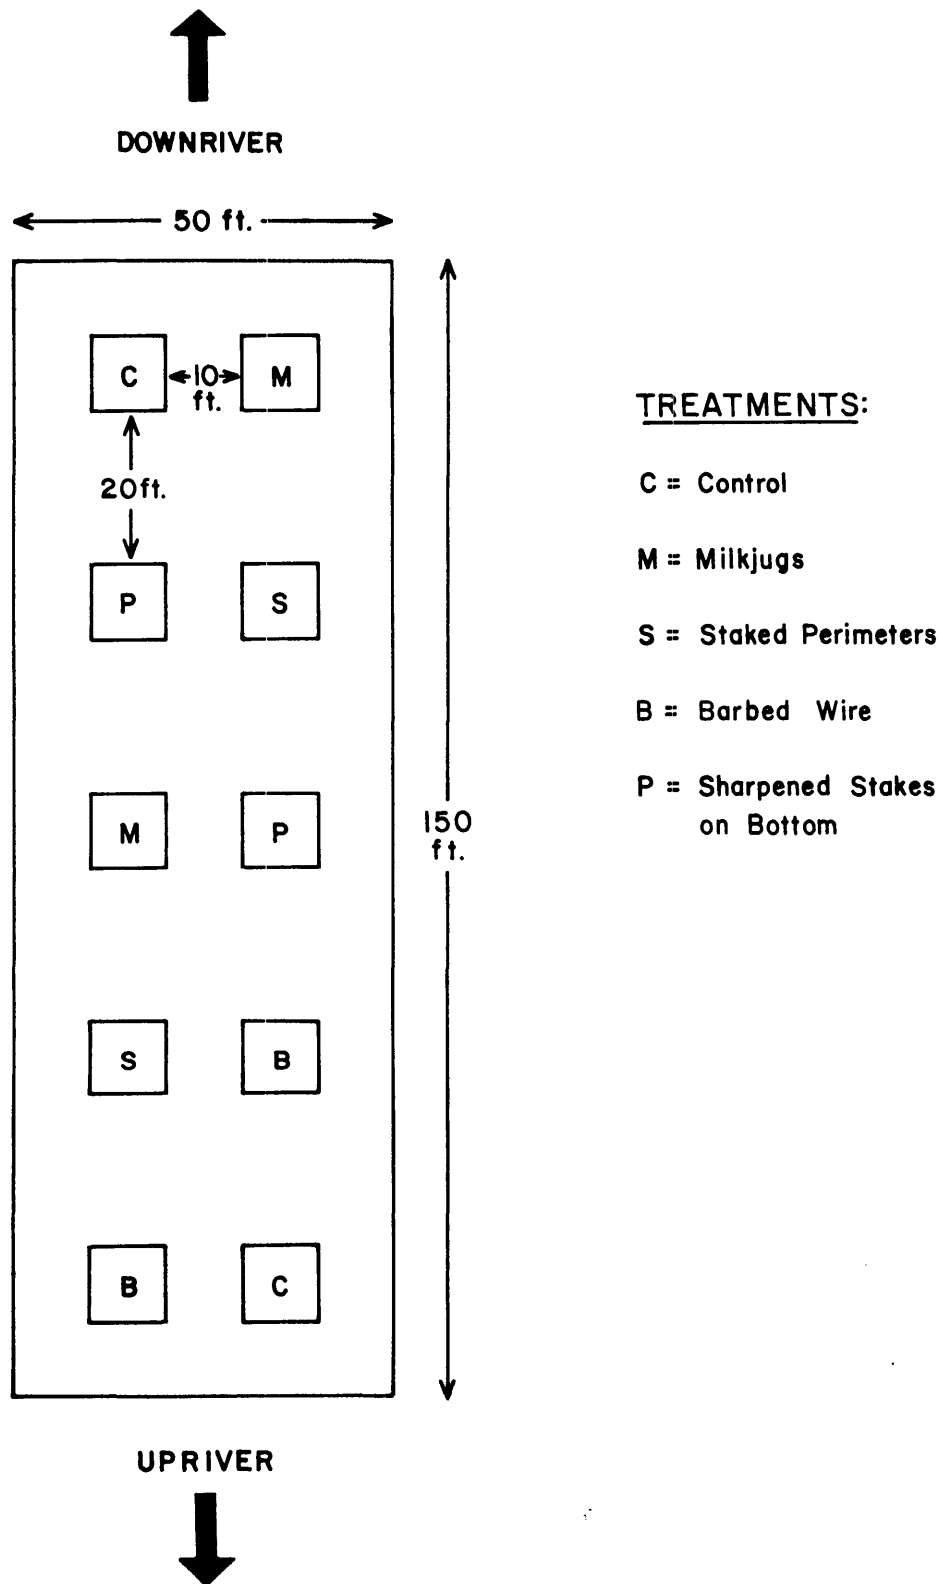 DOWNRIVER
50 ft.
C
10
ft.
M
20ft.
P
S
M
P
150
ft.
S
B
B
C
UPRIVER
TREATMENTS:
C = Control
M = Milkjugs
S = Staked Perimeters
B = Barbed Wire
P = Sharpened Stakes
on Bottom